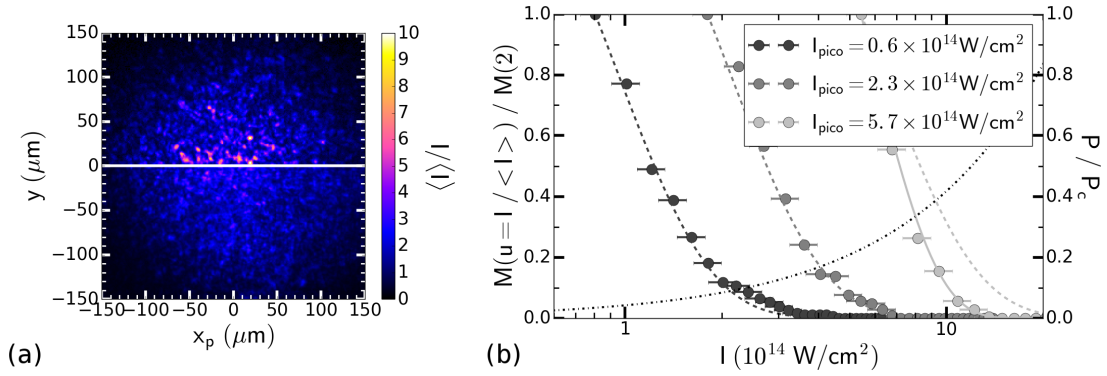 150
100
50
0
−50
−100
−150
y (μm)
−150 −100 −50 0 50 100 150
x_p (μm)
10
9
8
7
6
5
4
3
2
1
0
I/⟨I⟩
(a)
1.0
0.8
0.6
0.4
0.2
0.0
M(u = I / < I >) / M(2)
I_pico = 0.6 × 10^14 W/cm^2
I_pico = 2.3 × 10^14 W/cm^2
I_pico = 5.7 × 10^14 W/cm^2
1.0
0.8
0.6
0.4
0.2
0.0
P / P_c
1 10
I (10^14 W/cm^2)
(b)